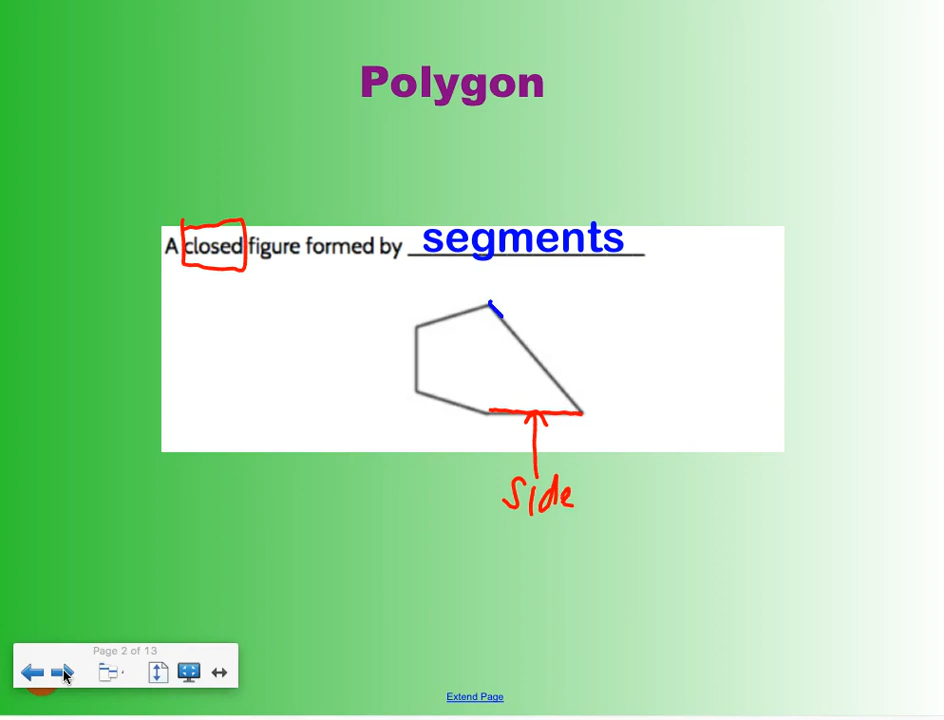 Polygon
A closed figure formed by segments
side
Page 2 of 13
Extend Page